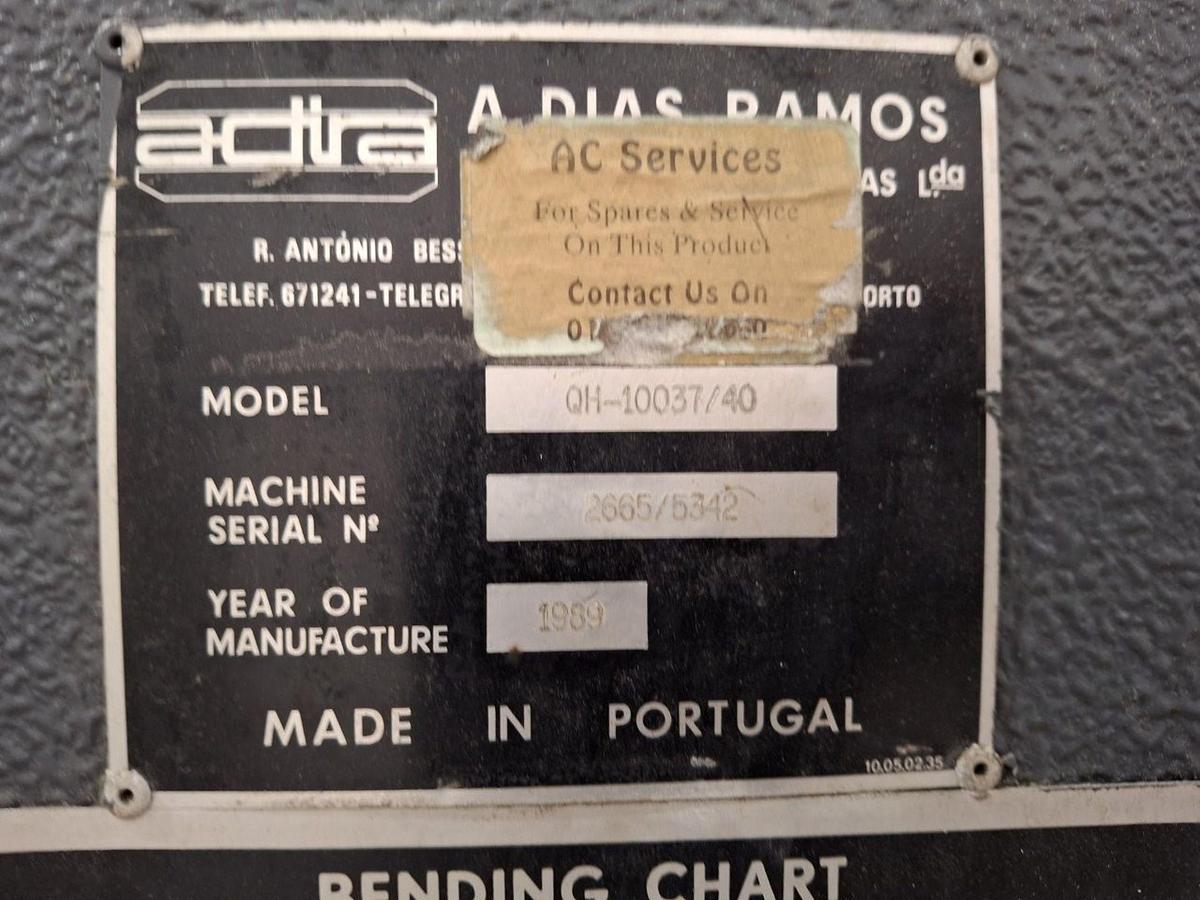 adira
A DIAS RAMOS
AC Services
AS Lda
For Spares & Service
On This Product
R. ANTÓNIO BESS
Contact Us On
TELEF. 671241-TELEGR
ORTO
MODEL QH-10037/40
MACHINE
SERIAL Nº 2665/5342
YEAR OF
MANUFACTURE 1989
MADE IN PORTUGAL
10.05.02.35
BENDING CHART